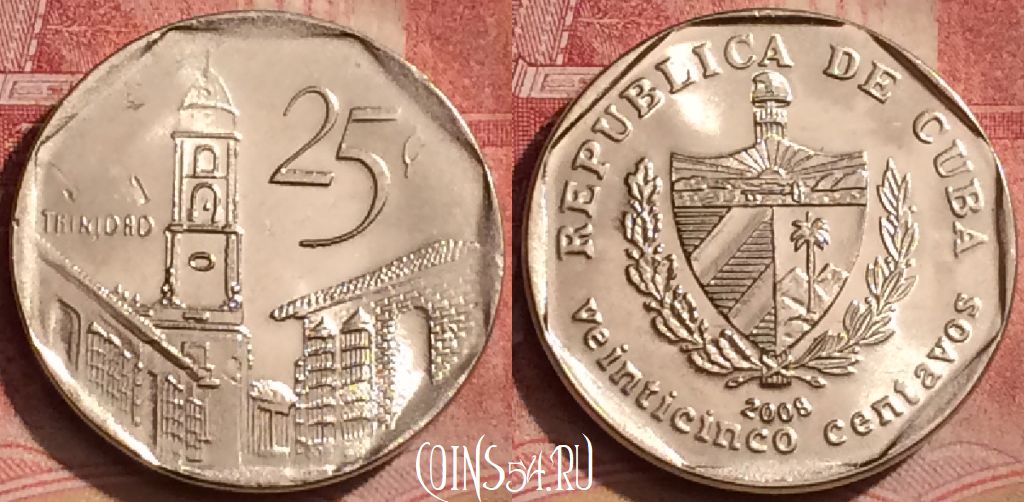 25¢
TRINIDAD
REPUBLICA DE CUBA
2008
veinticinco centavos
COINS54.RU